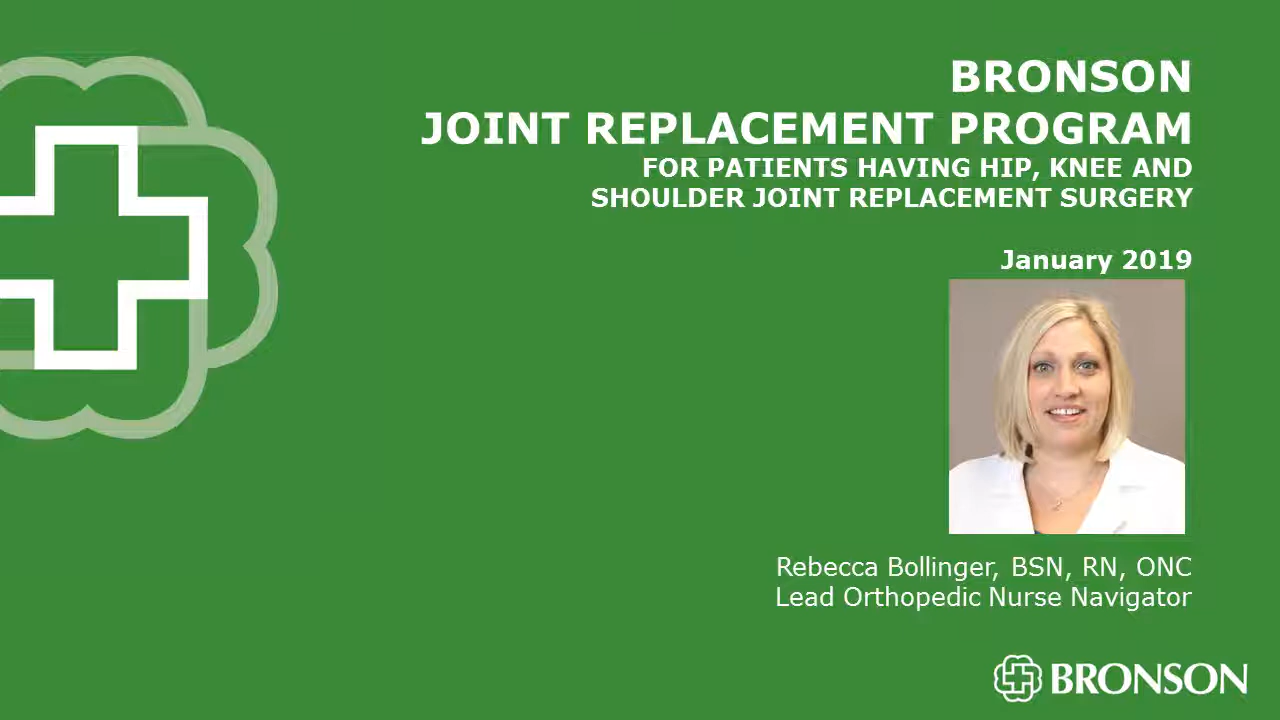 BRONSON
JOINT REPLACEMENT PROGRAM
FOR PATIENTS HAVING HIP, KNEE AND
SHOULDER JOINT REPLACEMENT SURGERY
January 2019
Rebecca Bollinger, BSN, RN, ONC
Lead Orthopedic Nurse Navigator
BRONSON